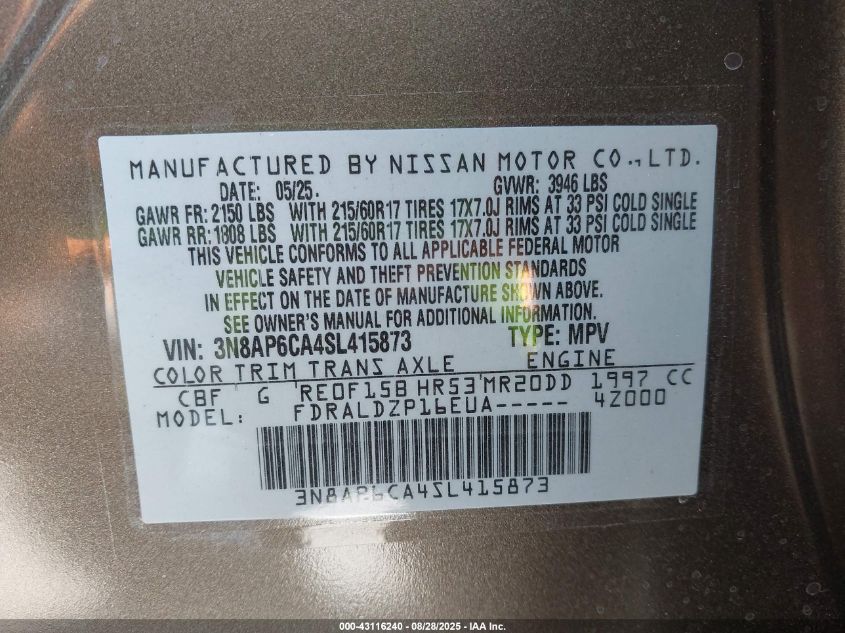 MANUFACTURED BY NISSAN MOTOR CO., LTD.
DATE: 05/25. GVWR: 3946 LBS
GAWR FR: 2150 LBS WITH 215/60R17 TIRES 17X7.0J RIMS AT 33 PSI COLD SINGLE
GAWR RR: 1808 LBS WITH 215/60R17 TIRES 17X7.0J RIMS AT 33 PSI COLD SINGLE
THIS VEHICLE CONFORMS TO ALL APPLICABLE FEDERAL MOTOR
VEHICLE SAFETY AND THEFT PREVENTION STANDARDS
IN EFFECT ON THE DATE OF MANUFACTURE SHOWN ABOVE.
SEE OWNER'S MANUAL FOR ADDITIONAL INFORMATION.
VIN: 3N8AP6CA4SL415873 TYPE: MPV
COLOR TRIM TRANS AXLE ENGINE
CBF G RE0F15B HR53 MR20DD 1997 CC
MODEL: FDRALDZP16EUA----- 4Z000
3N8AP6CA4SL415873
000-43116240 - 08/28/2025 - IAA Inc.